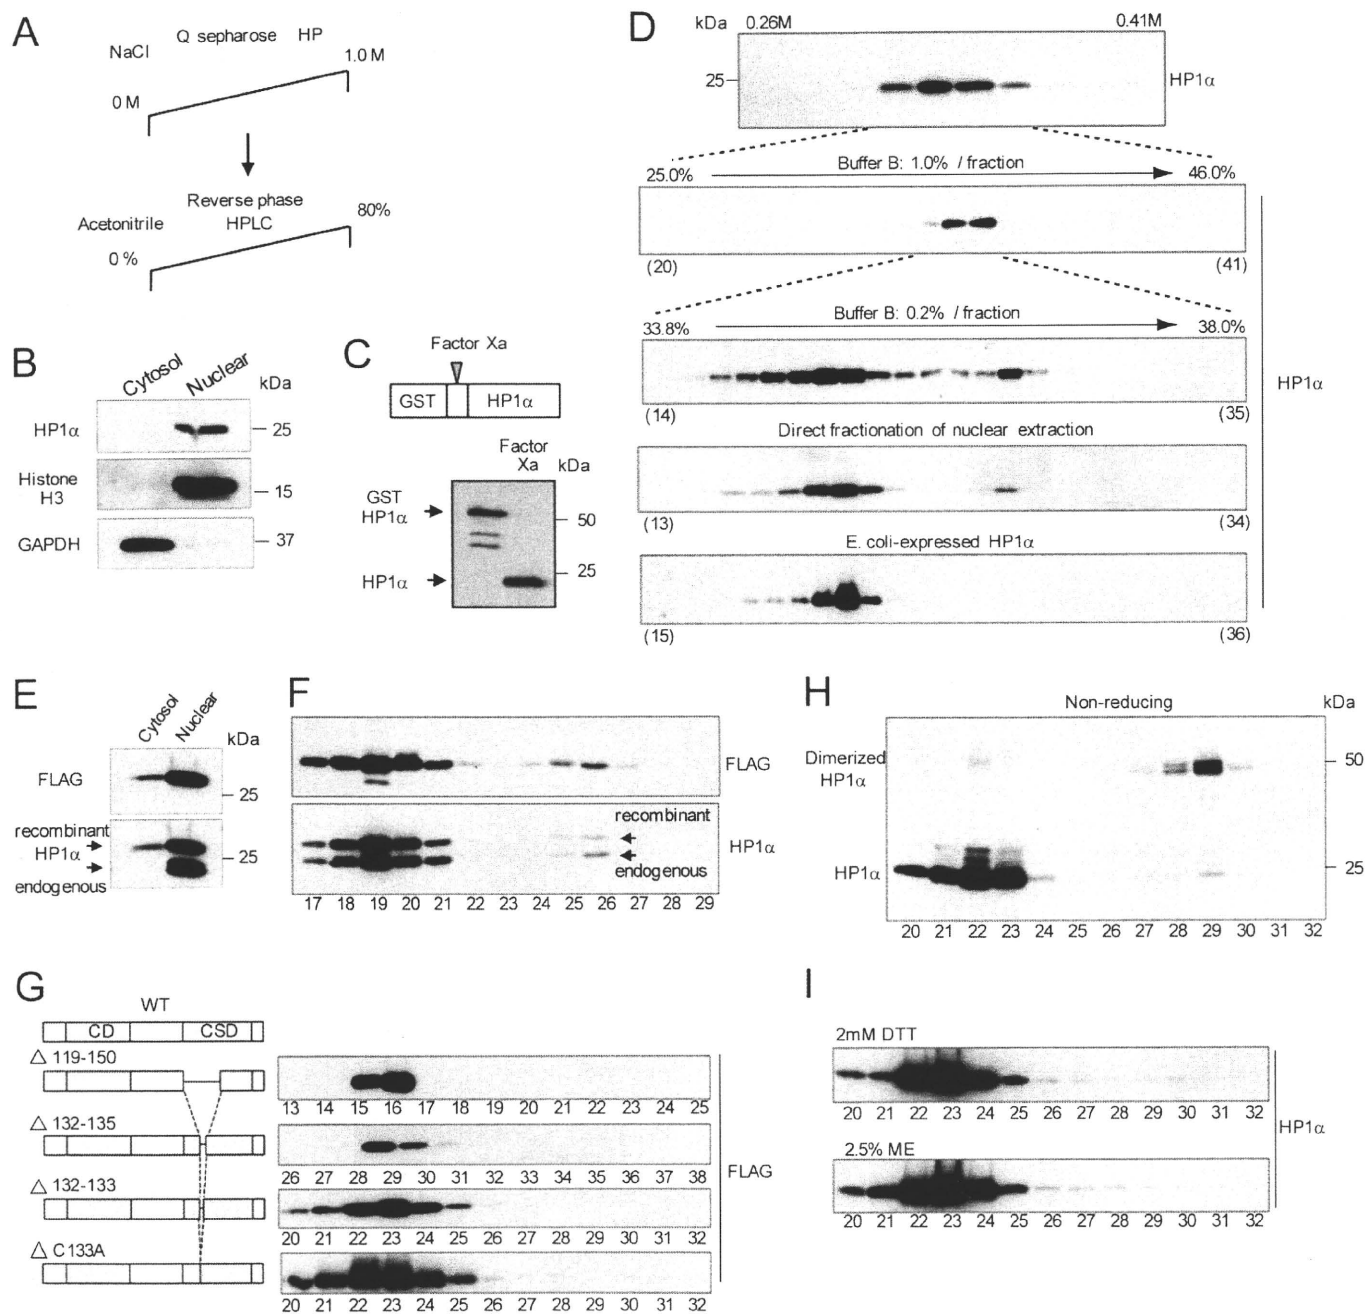 A
Q sepharose HP
NaCl
1.0 M
0 M
Reverse phase
HPLC
Acetonitrile
80%
0 %
B
Cytosol
Nuclear
kDa
HP1α
25
Histone
H3
15
GAPDH
37
C
Factor Xa
GST
HP1α
Factor
Xa
kDa
GST
HP1α
50
HP1α
25
D
kDa
0.26M
0.41M
25
HP1α
Buffer B: 1.0% / fraction
25.0%
46.0%
(20)
(41)
Buffer B: 0.2% / fraction
33.8%
38.0%
(14)
(35)
Direct fractionation of nuclear extraction
(13)
(34)
E. coli-expressed HP1α
(15)
(36)
HP1α
E
Cytosol
Nuclear
kDa
FLAG
25
recombinant
HP1α
endogenous
25
F
FLAG
recombinant
HP1α
endogenous
17 18 19 20 21 22 23 24 25 26 27 28 29
G
WT
CD
CSD
△ 119-150
13 14 15 16 17 18 19 20 21 22 23 24 25
△ 132-135
26 27 28 29 30 31 32 33 34 35 36 37 38
△ 132-133
20 21 22 23 24 25 26 27 28 29 30 31 32
△ C133A
20 21 22 23 24 25 26 27 28 29 30 31 32
FLAG
H
Non-reducing
kDa
Dimerized
HP1α
50
HP1α
25
20 21 22 23 24 25 26 27 28 29 30 31 32
I
2mM DTT
20 21 22 23 24 25 26 27 28 29 30 31 32
2.5% ME
20 21 22 23 24 25 26 27 28 29 30 31 32
HP1α